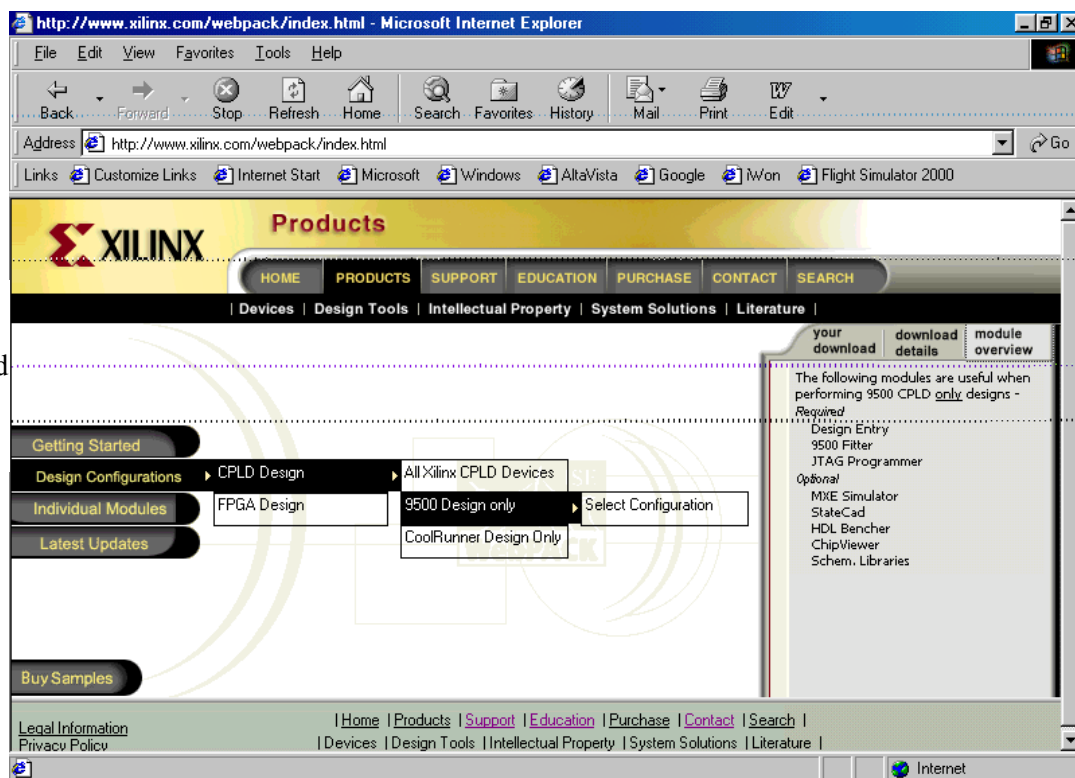 http://www.xilinx.com/webpack/index.html - Microsoft Internet Explorer
File Edit View Favorites Tools Help
Back Forward Stop Refresh Home Search Favorites History Mail Print Edit
Address http://www.xilinx.com/webpack/index.html Go
Links Customize Links Internet Start Microsoft Windows AltaVista Google iWon Flight Simulator 2000
XILINX
Products
HOME PRODUCTS SUPPORT EDUCATION PURCHASE CONTACT SEARCH
| Devices | Design Tools | Intellectual Property | System Solutions | Literature |
your download
download details
module overview
d
The following modules are useful when
performing 9500 CPLD only designs -
Required
Design Entry
9500 Fitter
JTAG Programmer
Optional
MXE Simulator
StateCad
HDL Bencher
ChipViewer
Schem. Libraries
Getting Started
Design Configurations
Individual Modules
Latest Updates
CPLD Design
FPGA Design
All Xilinx CPLD Devices
9500 Design only
CoolRunner Design Only
Select Configuration
WebPACK
Buy Samples
Legal Information
Privacy Policy
| Home | Products | Support | Education | Purchase | Contact | Search |
| Devices | Design Tools | Intellectual Property | System Solutions | Literature |
Internet